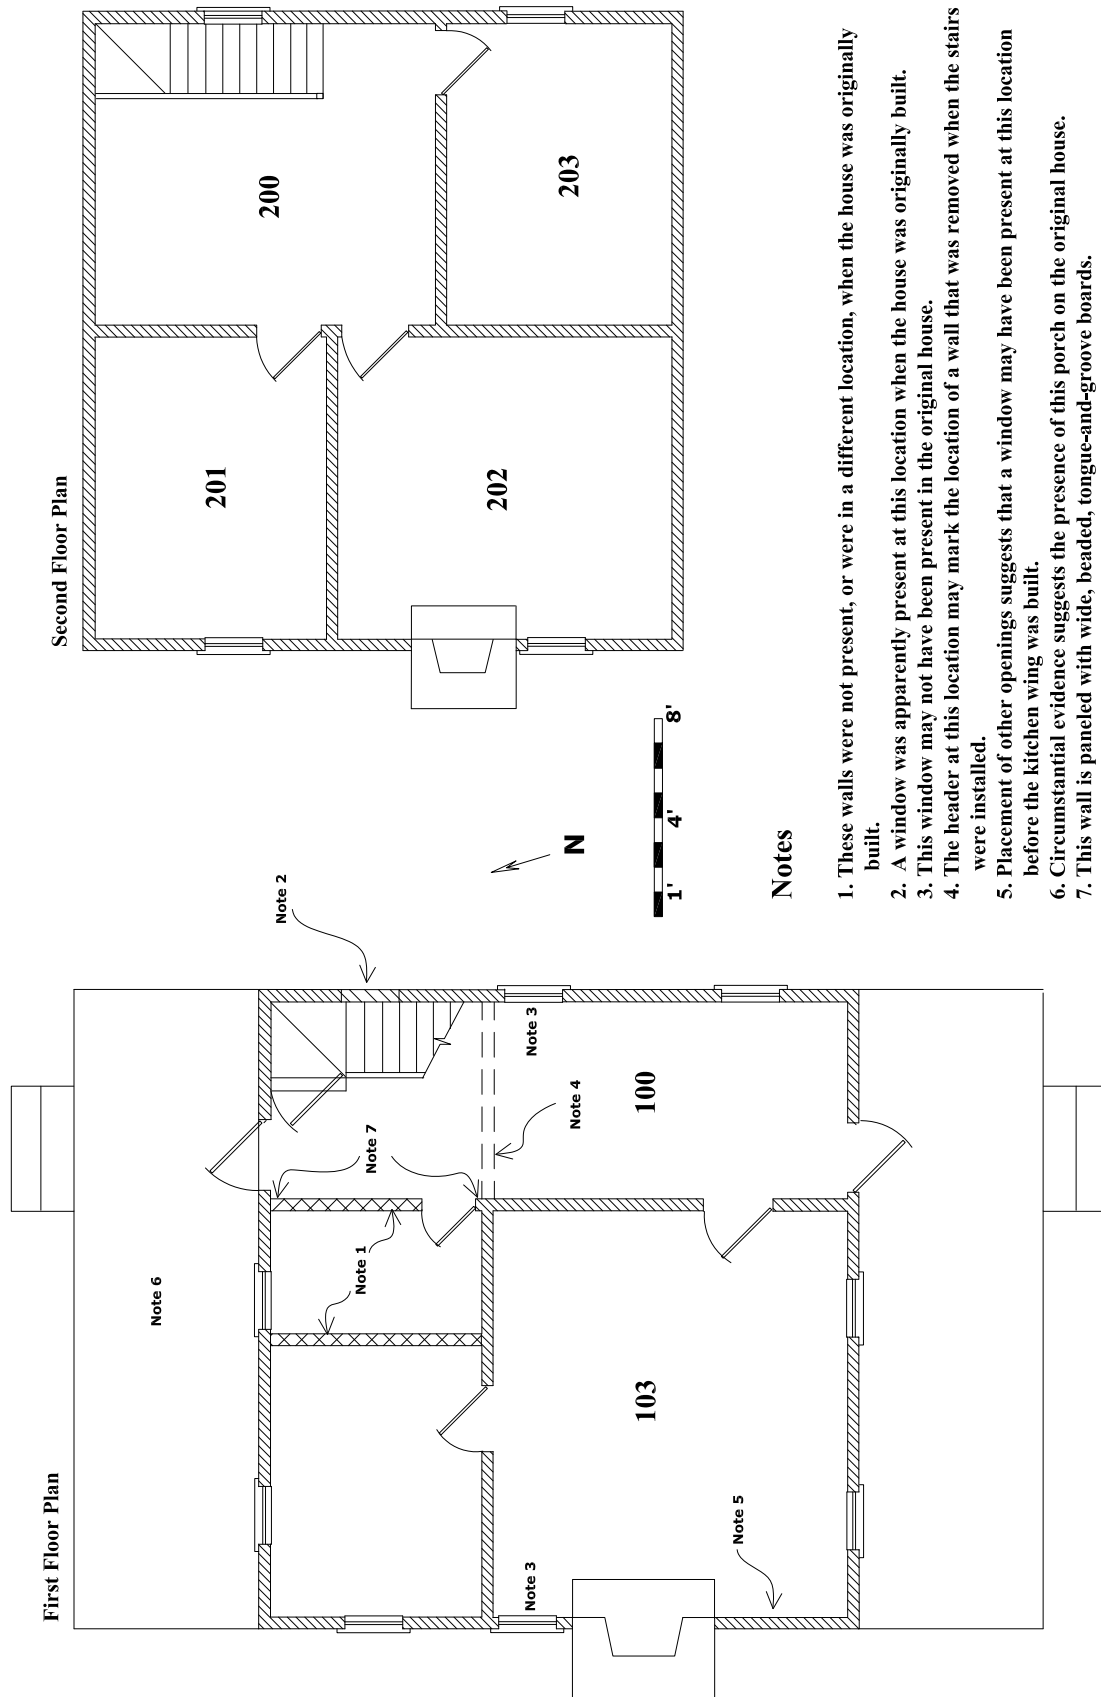 First Floor Plan
Note 6
Note 7
Note 1
Note 2
Note 3
Note 4
100
103
Note 3
Note 5
Second Floor Plan
200
201
202
203
N
1' 4' 8'
Notes
1. These walls were not present, or were in a different location, when the house was originally
built.
2. A window was apparently present at this location when the house was originally built.
3. This window may not have been present in the original house.
4. The header at this location may mark the location of a wall that was removed when the stairs
were installed.
5. Placement of other openings suggests that a window may have been present at this location
before the kitchen wing was built.
6. Circumstantial evidence suggests the presence of this porch on the original house.
7. This wall is paneled with wide, beaded, tongue-and-groove boards.